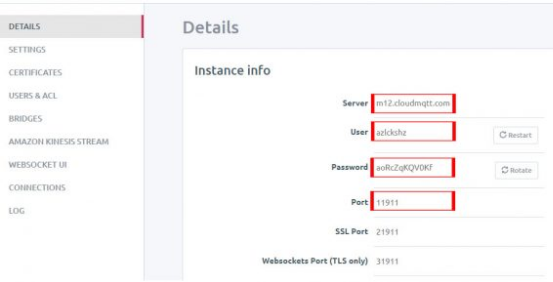 DETAILS
SETTINGS
CERTIFICATES
USERS & ACL
BRIDGES
AMAZON KINESIS STREAM
WEBSOCKET UI
CONNECTIONS
LOG
Details
Instance info
Server m12.cloudmqtt.com
User azlckshz Restart
Password aoRcZqKQV0Kf Rotate
Port 11911
SSL Port 21911
Websockets Port (TLS only) 31911